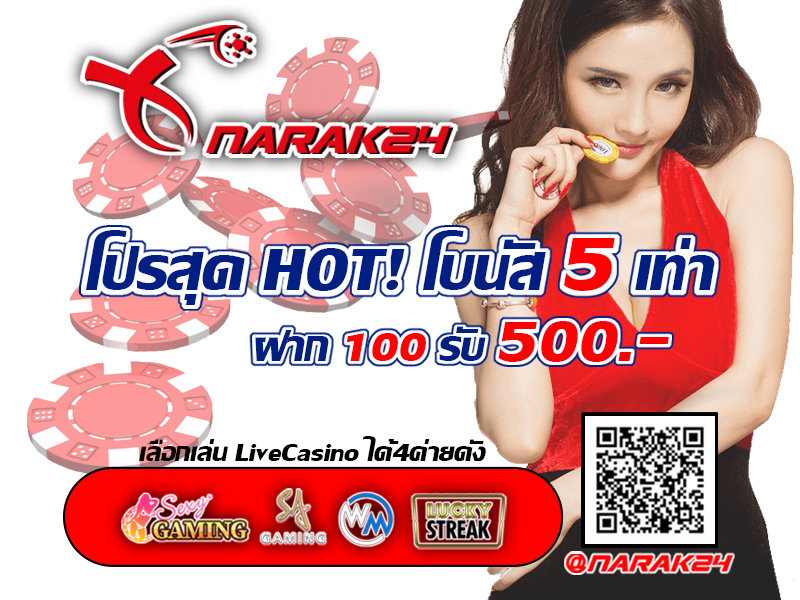 NARAK24
โปรสุด HOT! โบนัส 5 เท่า
ฝาก 100 รับ 500.-
เลือกเล่น LiveCasino ได้4ค่ายดัง
Sexy GAMING
SA GAMING
WM
LUCKY STREAK
@NARAK24